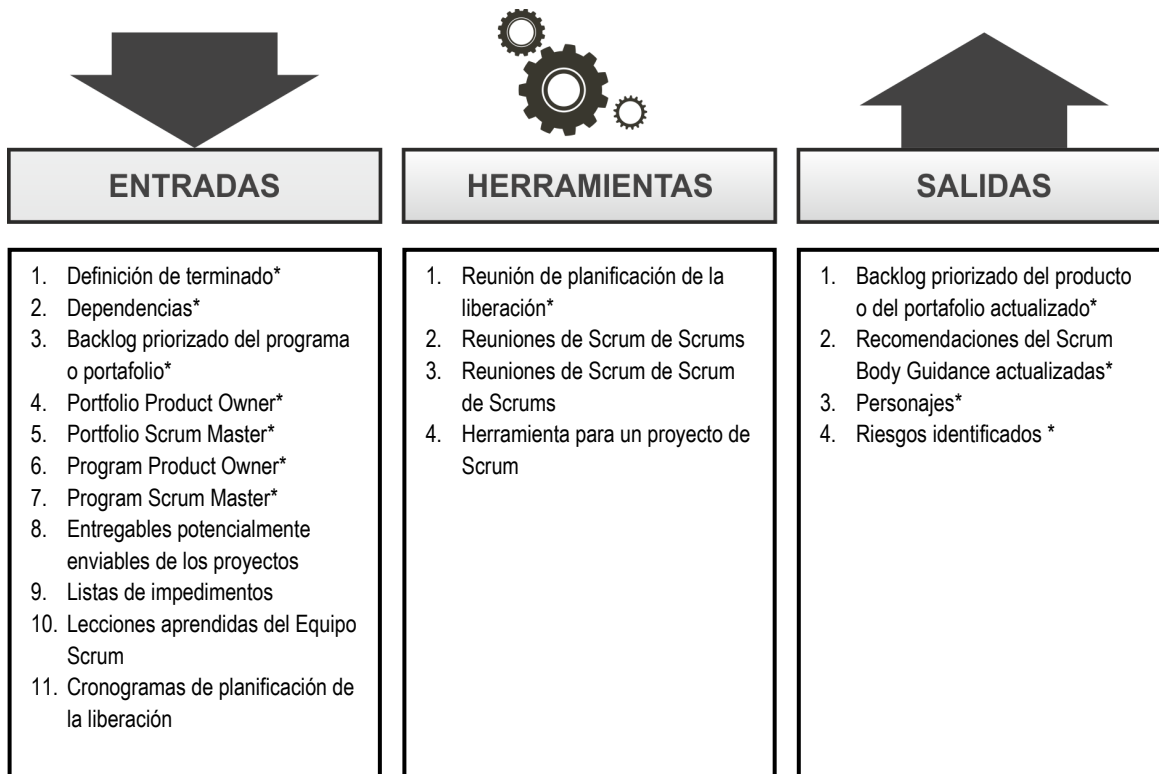 ENTRADAS
HERRAMIENTAS
SALIDAS
1. Definición de terminado*
2. Dependencias*
3. Backlog priorizado del programa
o portafolio*
4. Portfolio Product Owner*
5. Portfolio Scrum Master*
6. Program Product Owner*
7. Program Scrum Master*
8. Entregables potencialmente
enviables de los proyectos
9. Listas de impedimentos
10. Lecciones aprendidas del Equipo
Scrum
11. Cronogramas de planificación de
la liberación
1. Reunión de planificación de la
liberación*
2. Reuniones de Scrum de Scrums
3. Reuniones de Scrum de Scrum
de Scrums
4. Herramienta para un proyecto de
Scrum
1. Backlog priorizado del producto
o del portafolio actualizado*
2. Recomendaciones del Scrum
Body Guidance actualizadas*
3. Personajes*
4. Riesgos identificados *